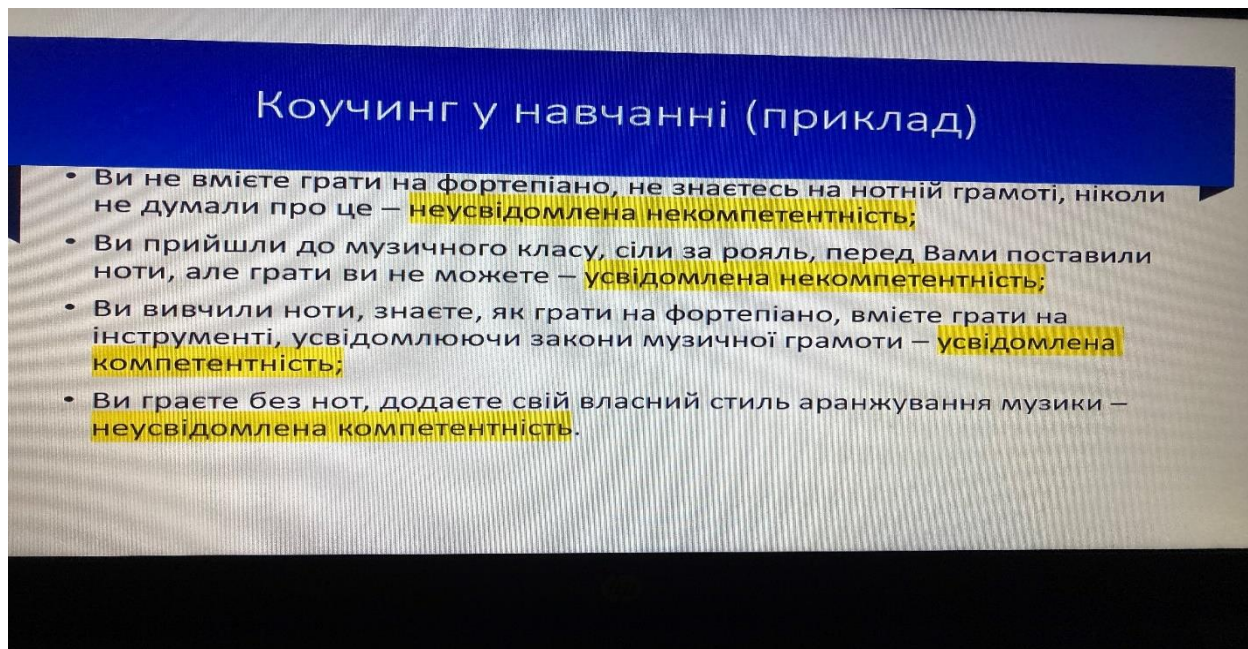 Коучинг у навчанні (приклад)
• Ви не вмієте грати на фортепіано, не знаєтесь на нотній грамоті, ніколи
не думали про це – неусвідомлена некомпетентність;
• Ви прийшли до музичного класу, сіли за рояль, перед Вами поставили
ноти, але грати ви не можете – усвідомлена некомпетентність;
• Ви вивчили ноти, знаєте, як грати на фортепіано, вмієте грати на
інструменті, усвідомлюючи закони музичної грамоти – усвідомлена
компетентність;
• Ви граєте без нот, додаєте свій власний стиль аранжування музики –
неусвідомлена компетентність.